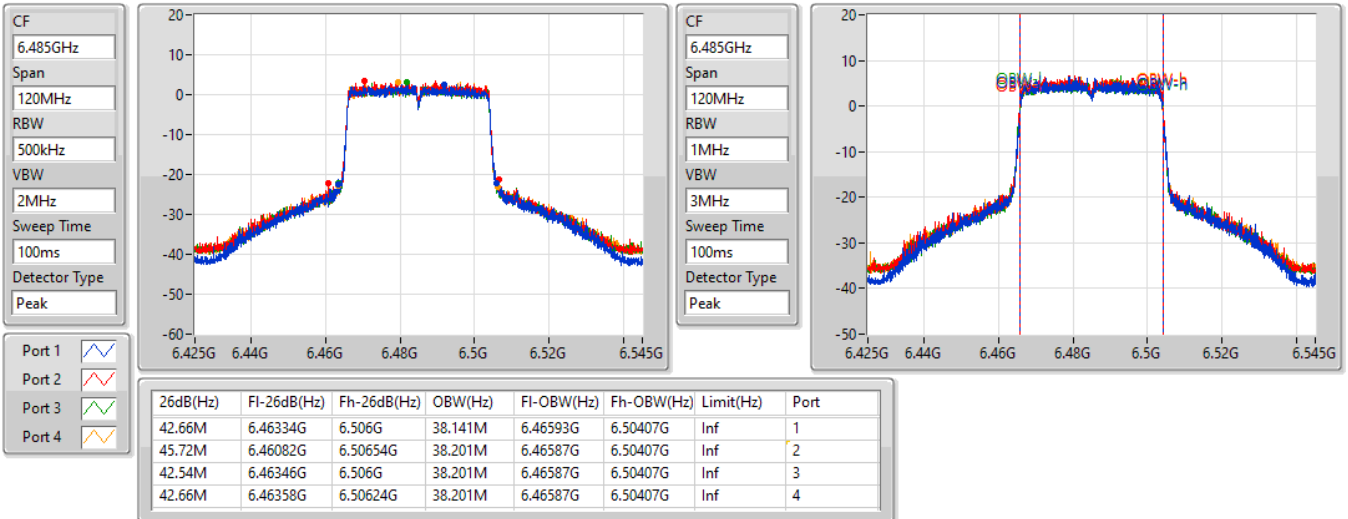 CF
6.485GHz
Span
120MHz
RBW
500kHz
VBW
2MHz
Sweep Time
100ms
Detector Type
Peak
20
10
0
-10
-20
-30
-40
-50
-60
6.425G 6.44G 6.46G 6.48G 6.5G 6.52G 6.545G
CF
6.485GHz
Span
120MHz
RBW
1MHz
VBW
3MHz
Sweep Time
100ms
Detector Type
Peak
20
10
0
-10
-20
-30
-40
-50
OBW-l OBW-h
6.425G 6.44G 6.46G 6.48G 6.5G 6.52G 6.545G
Port 1
Port 2
Port 3
Port 4
26dB(Hz) Fl-26dB(Hz) Fh-26dB(Hz) OBW(Hz) Fl-OBW(Hz) Fh-OBW(Hz) Limit(Hz) Port
42.66M 6.46334G 6.506G 38.141M 6.46593G 6.50407G Inf 1
45.72M 6.46082G 6.50654G 38.201M 6.46587G 6.50407G Inf 2
42.54M 6.46346G 6.506G 38.201M 6.46587G 6.50407G Inf 3
42.66M 6.46358G 6.50624G 38.201M 6.46587G 6.50407G Inf 4